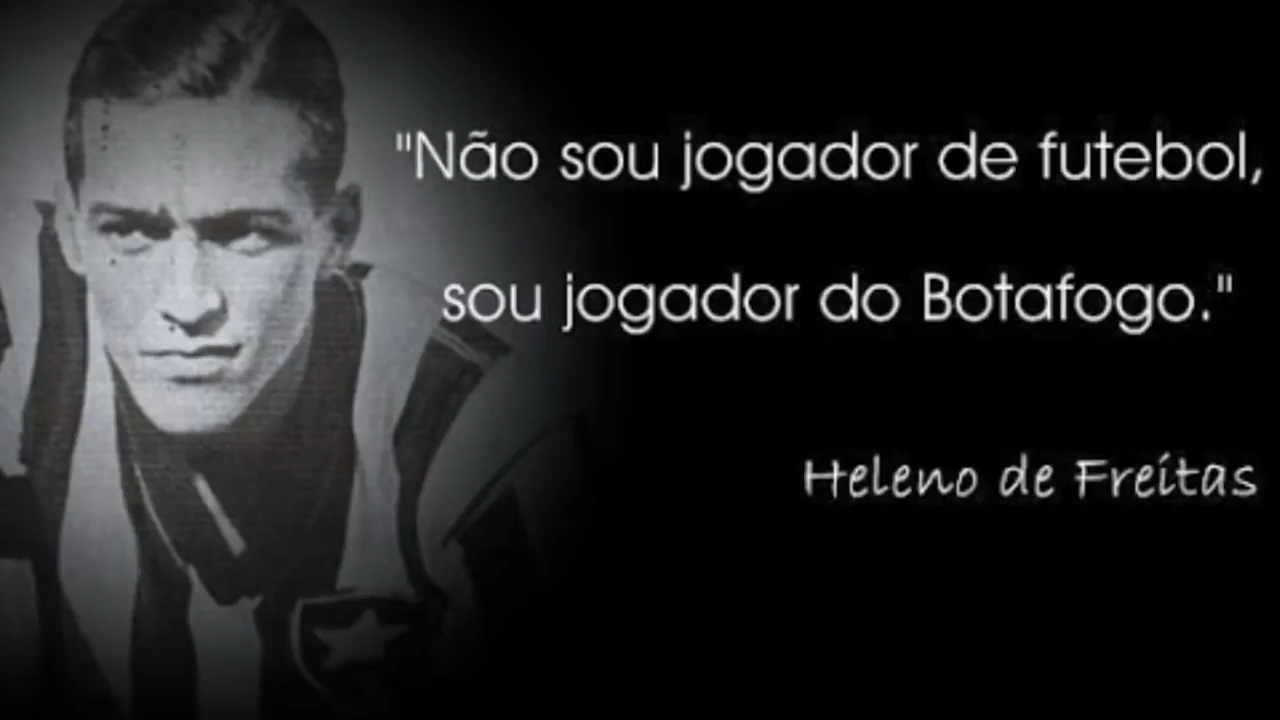 "Não sou jogador de futebol,
sou jogador do Botafogo."
Heleno de Freitas